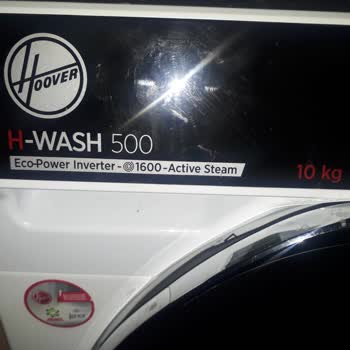 HOOVER
H-WASH 500
Eco-Power Inverter - @ 1600 - Active Steam
10 kg